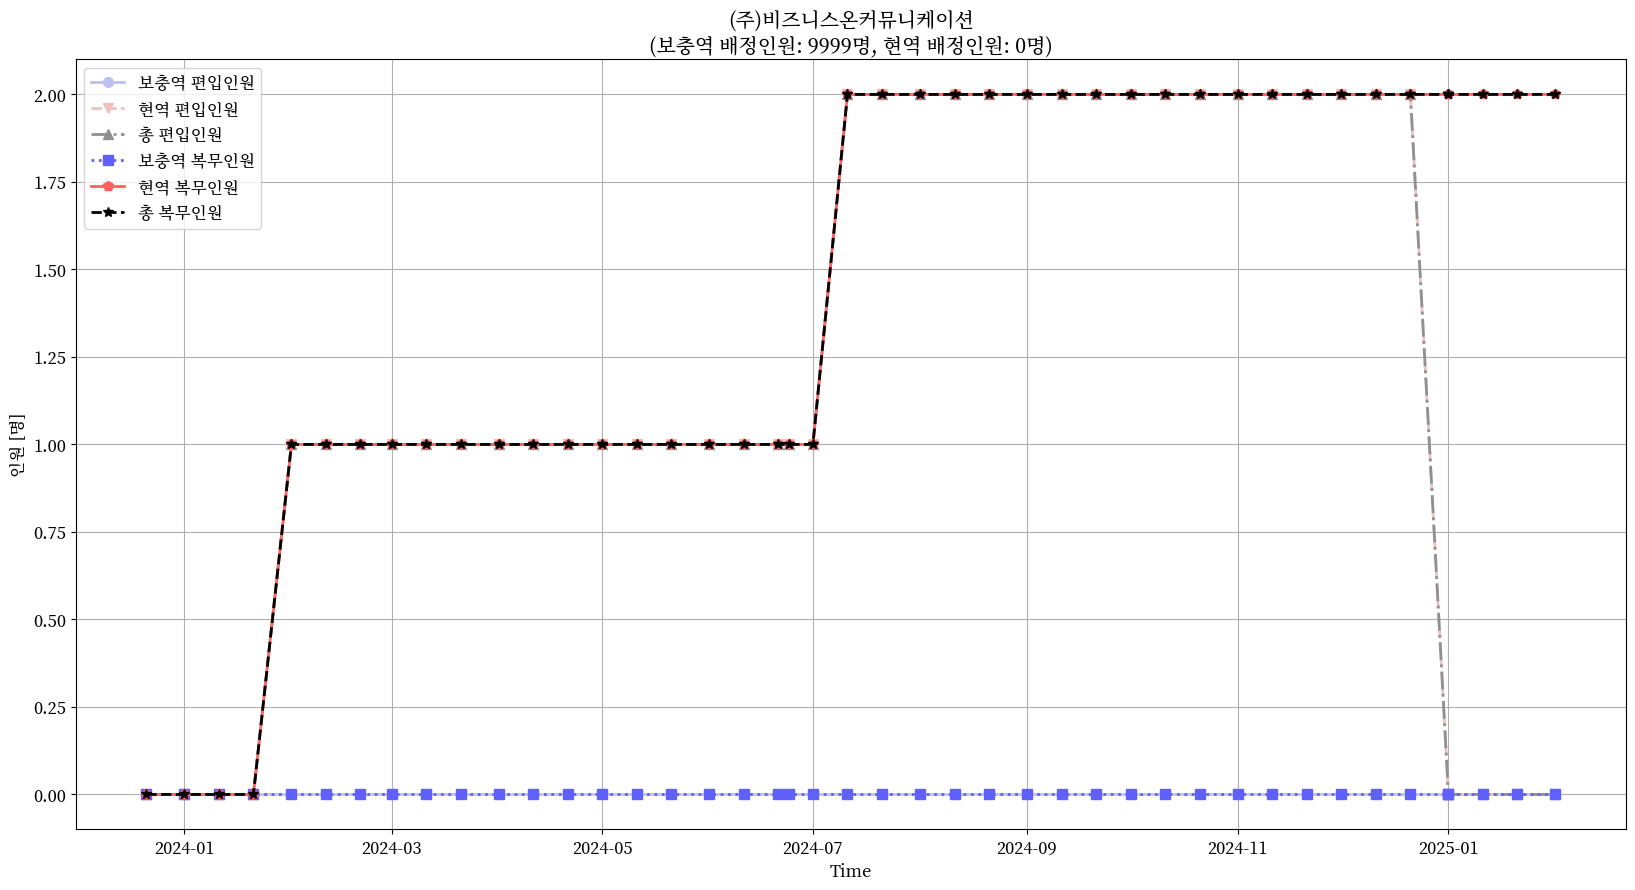 (주)비즈니스온커뮤니케이션
(보충역 배정인원: 9999명, 현역 배정인원: 0명)
보충역 편입인원
현역 편입인원
총 편입인원
보충역 복무인원
현역 복무인원
총 복무인원
2.00
1.75
1.50
1.25
1.00
0.75
0.50
0.25
0.00
인원 [명]
2024-01 2024-03 2024-05 2024-07 2024-09 2024-11 2025-01
Time